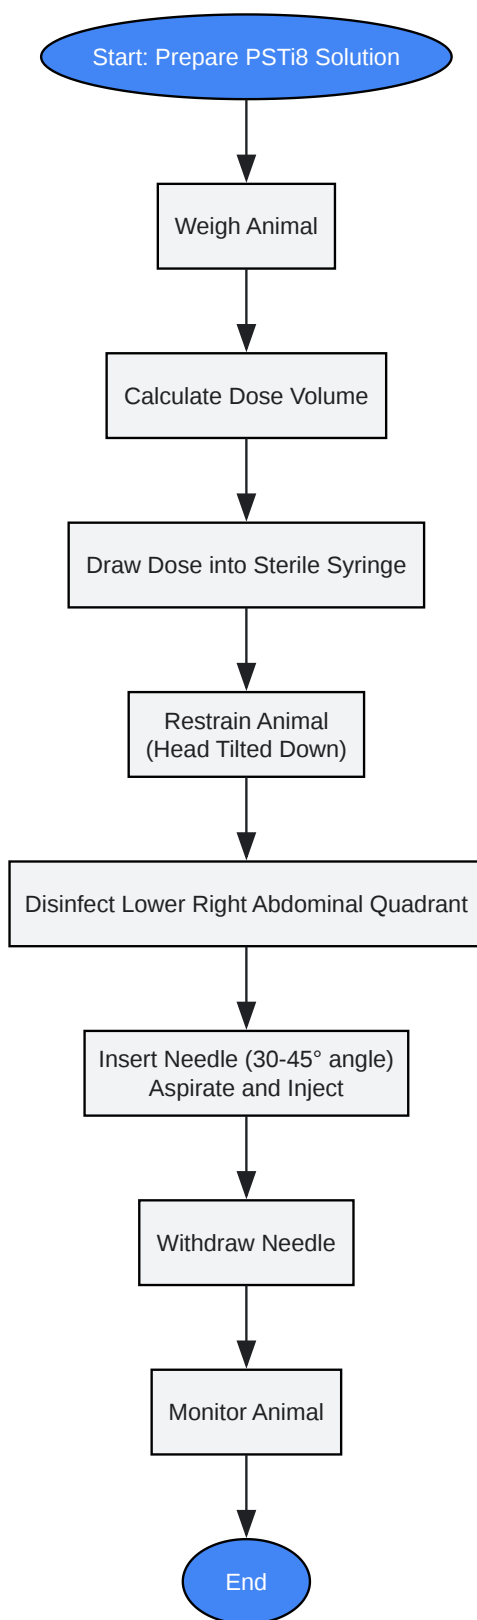 Start: Prepare PSTi8 Solution
Weigh Animal
Calculate Dose Volume
Draw Dose into Sterile Syringe
Restrain Animal
(Head Tilted Down)
Disinfect Lower Right Abdominal Quadrant
Insert Needle (30-45° angle)
Aspirate and Inject
Withdraw Needle
Monitor Animal
End